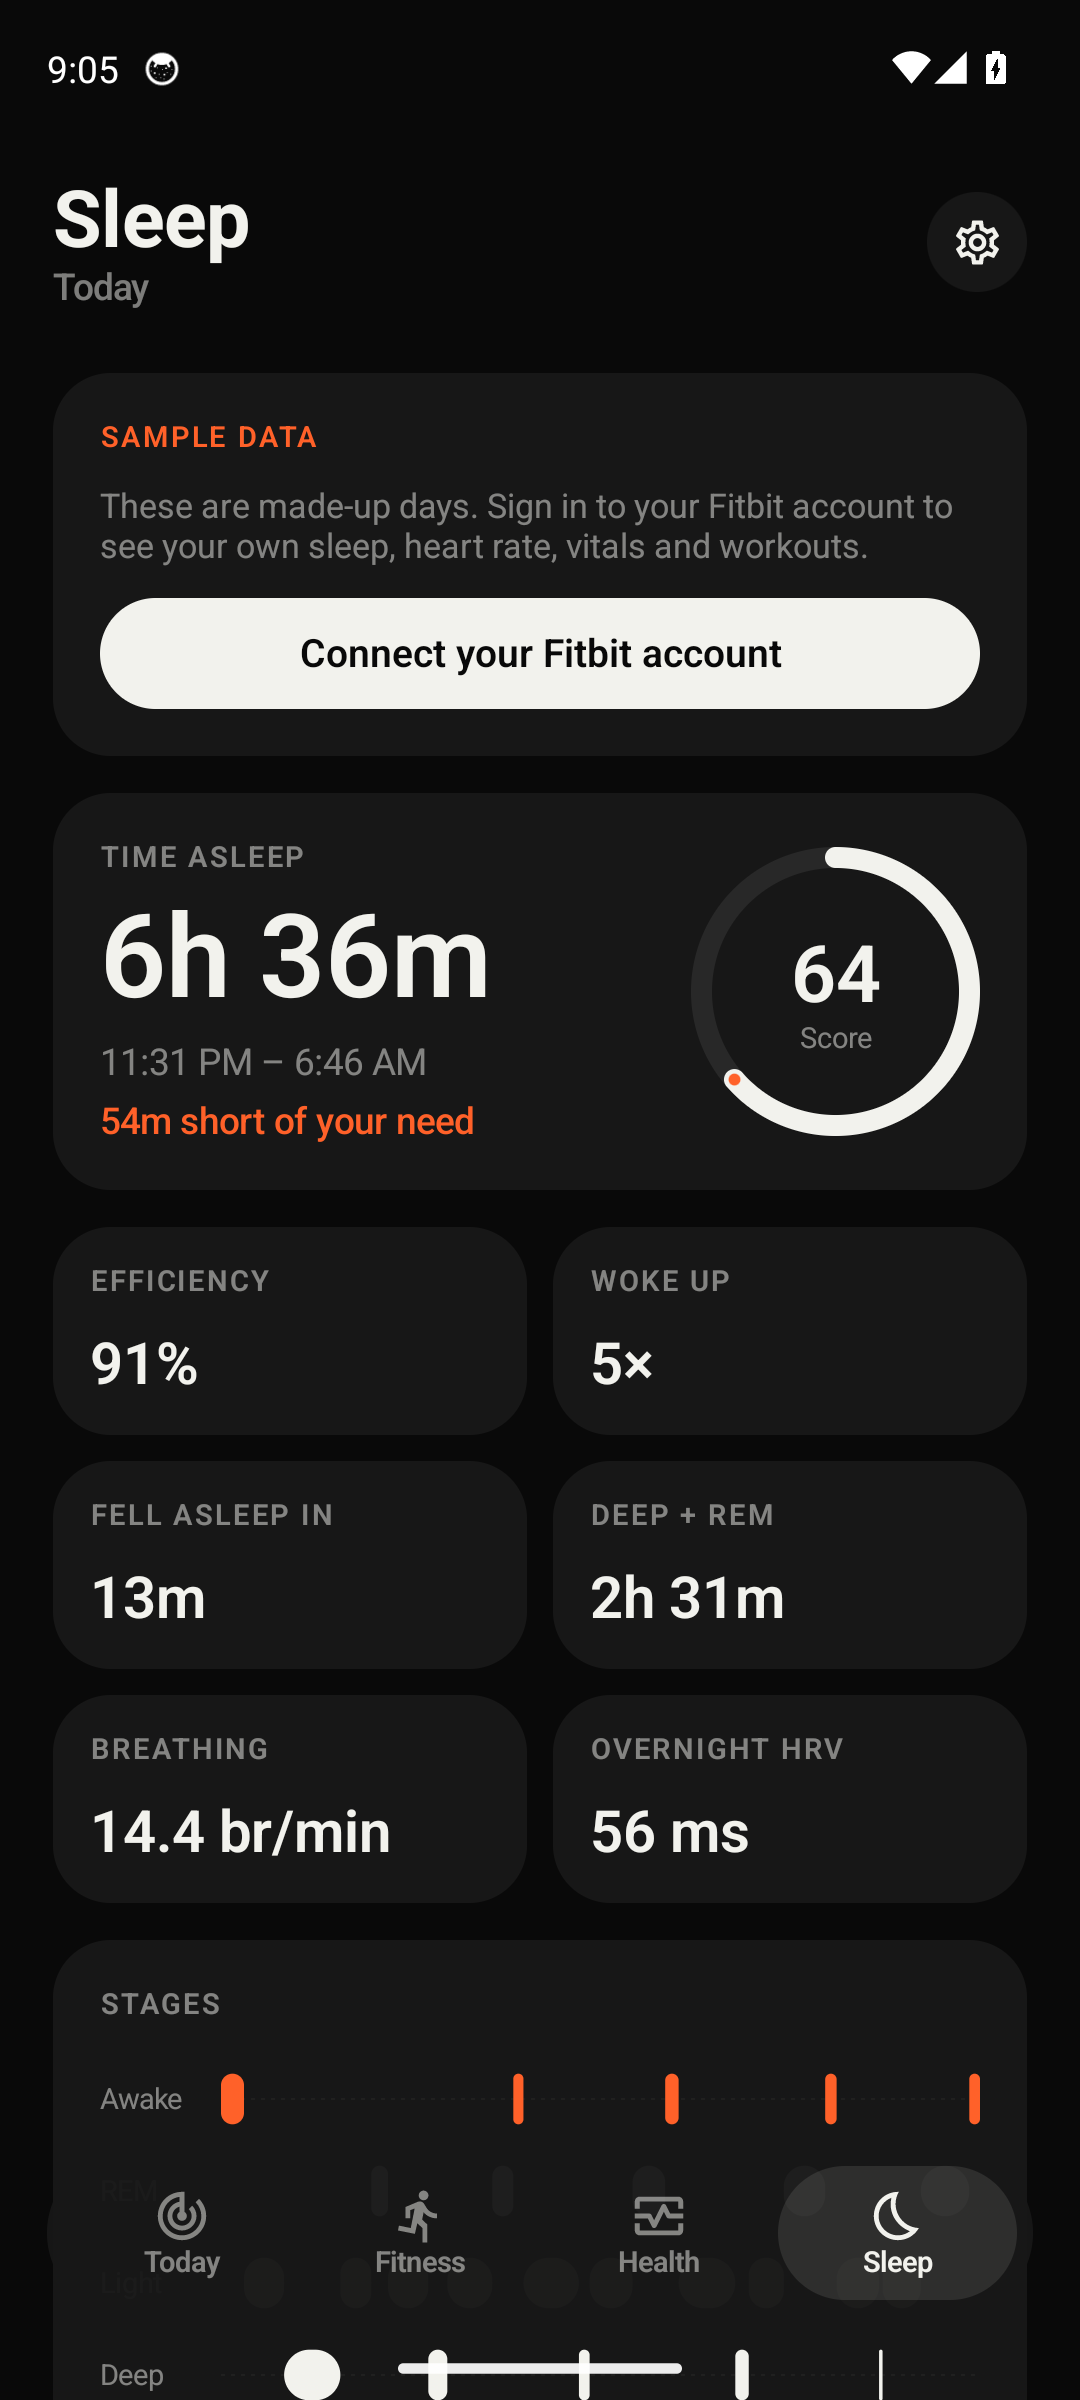 9:05
Sleep
Today
SAMPLE DATA
These are made-up days. Sign in to your Fitbit account to
see your own sleep, heart rate, vitals and workouts.
Connect your Fitbit account
TIME ASLEEP
6h 36m
11:31 PM – 6:46 AM
54m short of your need
64
Score
EFFICIENCY
91%
WOKE UP
5×
FELL ASLEEP IN
13m
DEEP + REM
2h 31m
BREATHING
14.4 br/min
OVERNIGHT HRV
56 ms
STAGES
Awake
REM
Today
Fitness
Health
Sleep
Light
Deep